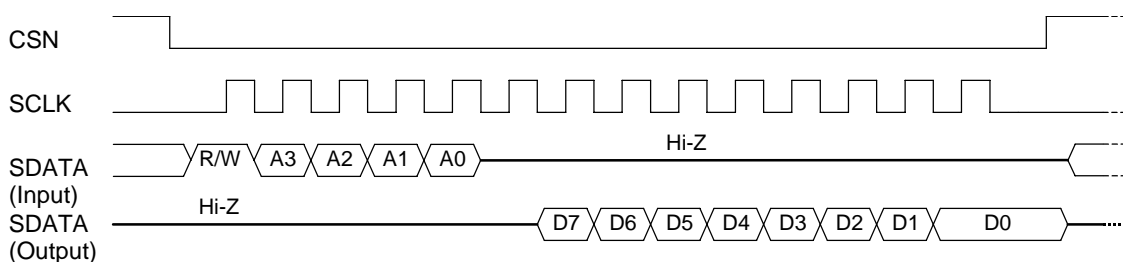 CSN
SCLK
SDATA
(Input)
R/W A3 A2 A1 A0 Hi-Z
SDATA
(Output)
Hi-Z D7 D6 D5 D4 D3 D2 D1 D0